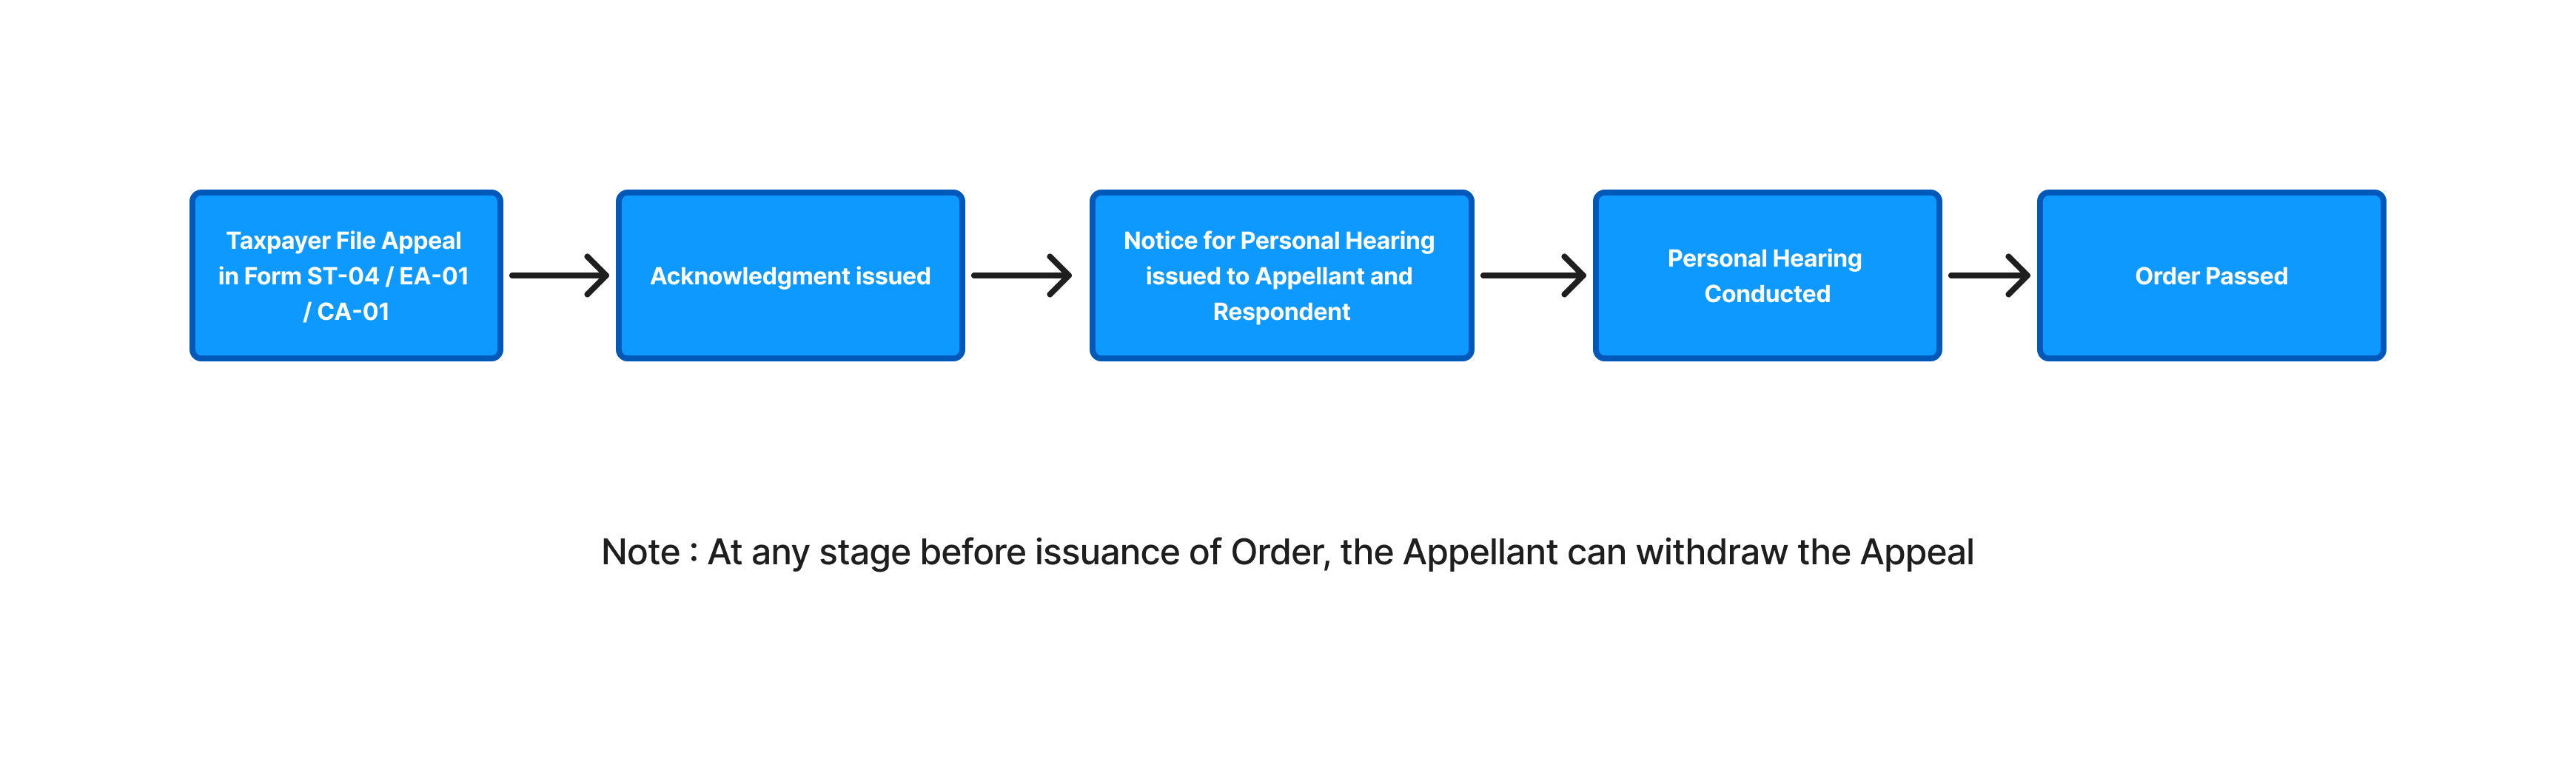 Taxpayer File Appeal
in Form ST-04 / EA-01
/ CA-01
Acknowledgment issued
Notice for Personal Hearing
issued to Appellant and
Respondent
Personal Hearing
Conducted
Order Passed
Note : At any stage before issuance of Order, the Appellant can withdraw the Appeal